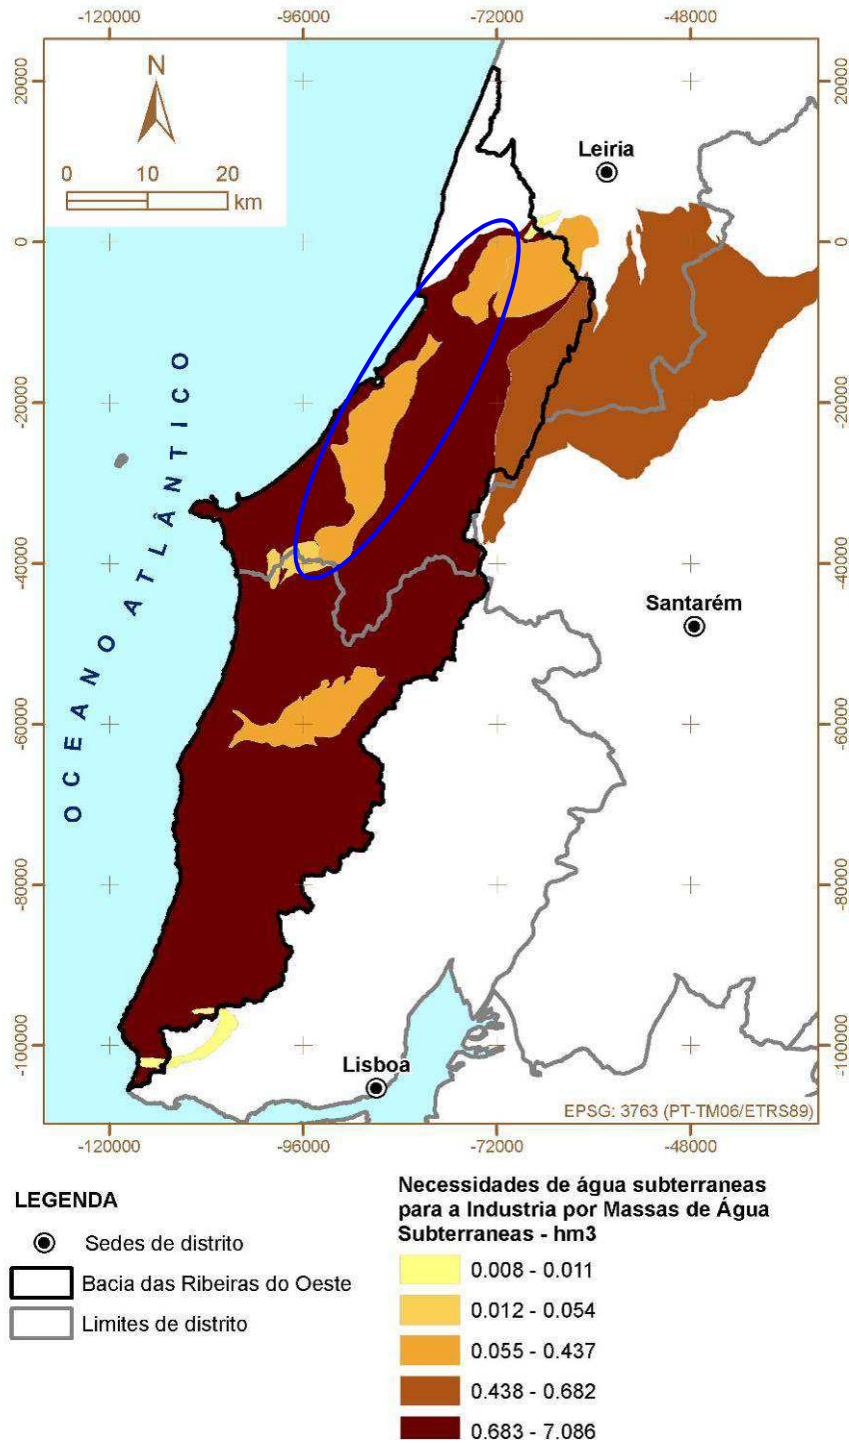 -120000 -96000 -72000 -48000
N
0 10 20
km
Leiria
20000 20000
0 0
-20000 -20000
-40000 -40000
-60000 -60000
-80000 -80000
-100000 -100000
OCEANO ATLÂNTICO
Santarém
Lisboa
EPSG: 3763 (PT-TM06/ETRS89)
-120000 -96000 -72000 -48000
LEGENDA
Sedes de distrito
Bacia das Ribeiras do Oeste
Limites de distrito
Necessidades de água subterraneas
para a Industria por Massas de Água
Subterraneas - hm3
0.008 - 0.011
0.012 - 0.054
0.055 - 0.437
0.438 - 0.682
0.683 - 7.086